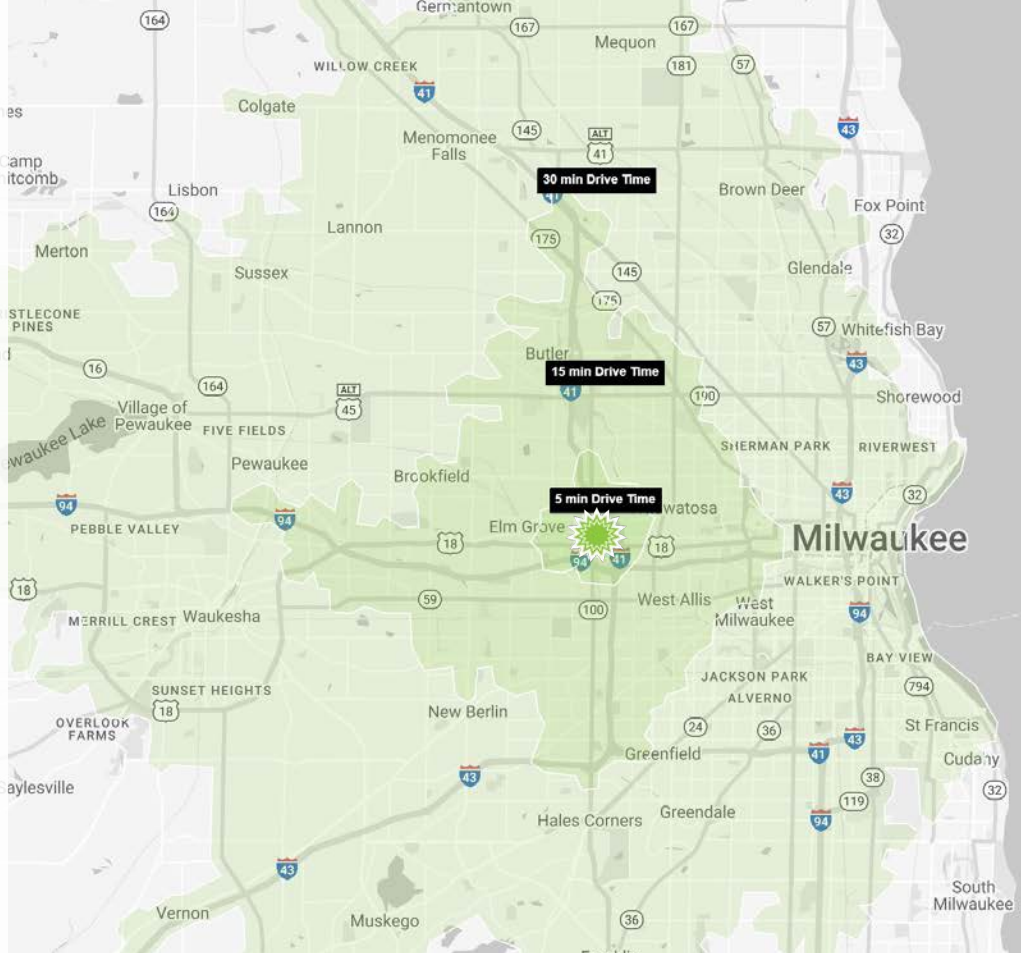 Germantown
164
167
167
Mequon
WILLOW CREEK
181
57
41
Colgate
43
145
ALT
41
Menomonee
Falls
30 min Drive Time
Lisbon
Brown Deer
164
Fox Point
175
Lannon
32
Merton
Sussex
145
Glendale
175
PINES
57
Whitefish Bay
Butler
43
16
15 min Drive Time
164
ALT
45
41
190
Shorewood
Village of
Pewaukee
FIVE FIELDS
SHERMAN PARK
RIVERWEST
Pewaukee
Brookfield
43
32
94
5 min Drive Time
94
PEBBLE VALLEY
Elm Grove
18
18
Milwaukee
94
41
WALKER'S POINT
18
59
100
West Allis
West
Milwaukee
94
MERRILL CREST
Waukesha
BAY VIEW
JACKSON PARK
794
SUNSET HEIGHTS
ALVERNO
18
New Berlin
24
36
St Francis
OVERLOOK
FARMS
Greenfield
41
43
Cudahy
43
38
32
119
Greendale
Hales Corners
94
43
South
Milwaukee
Vernon
Muskego
36